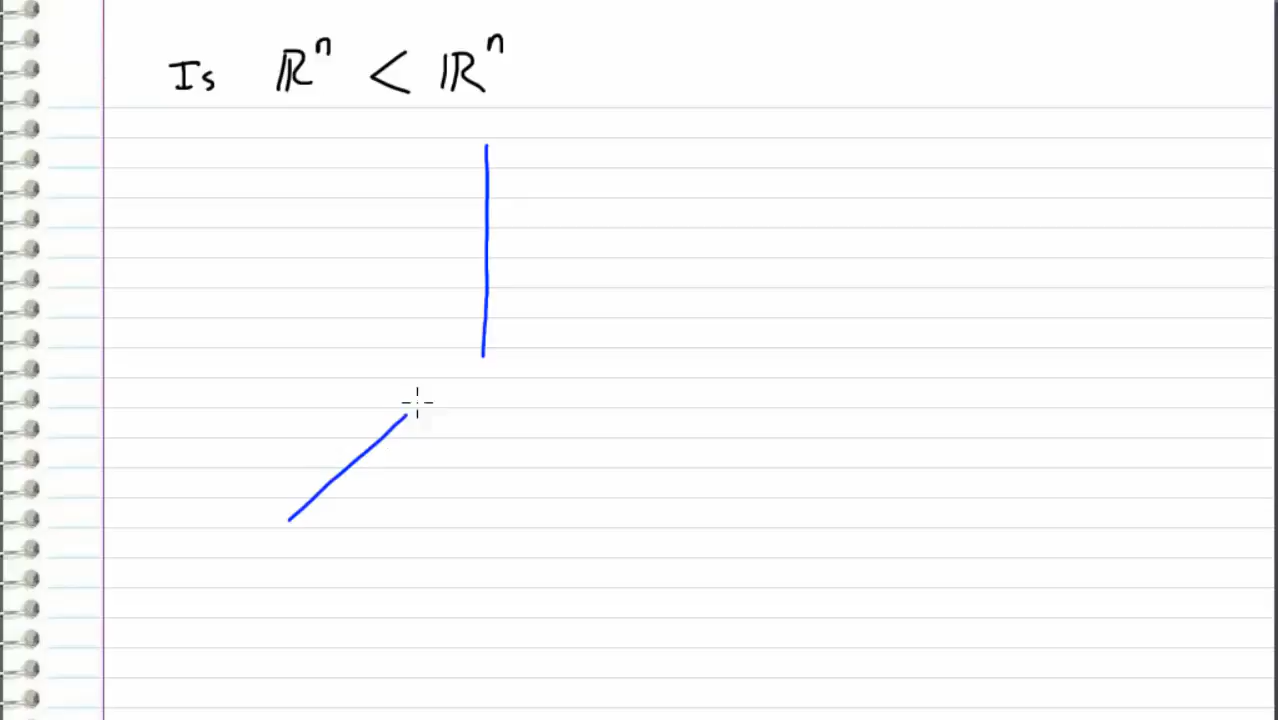 Is ℝⁿ < ℝⁿ